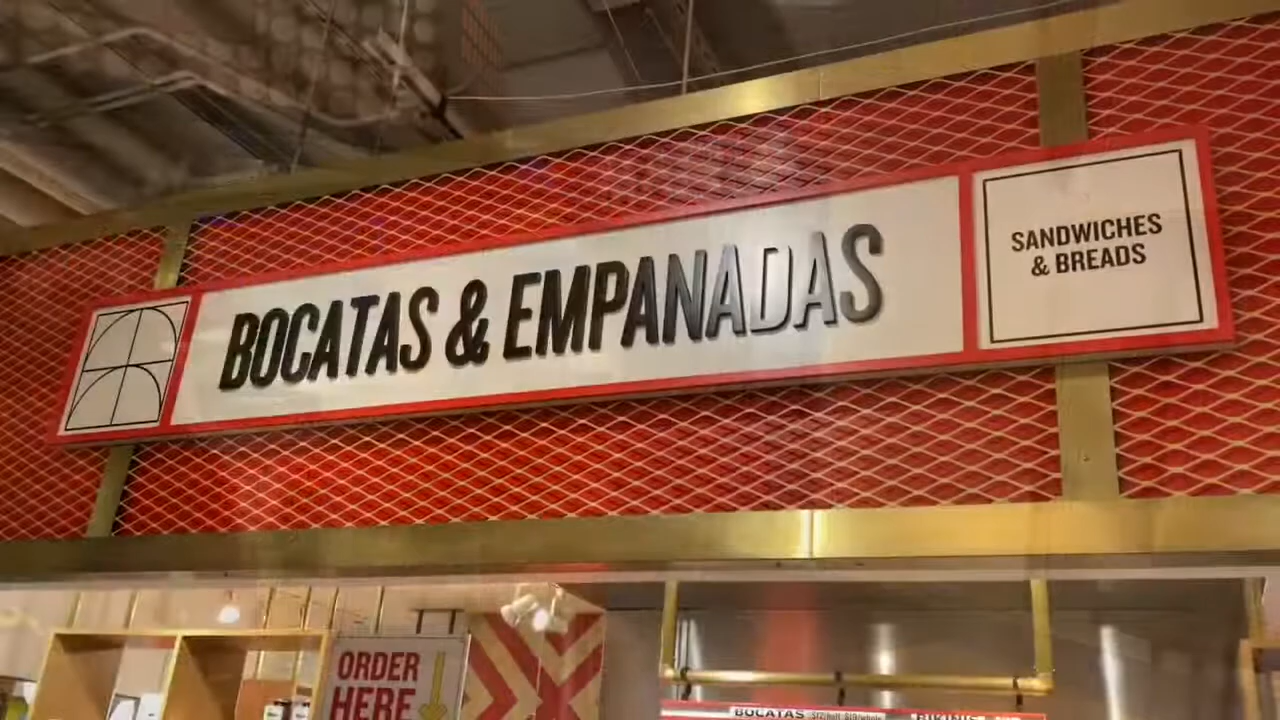 BOCATAS & EMPANADAS
SANDWICHES
& BREADS
ORDER
HERE
BOCATAS